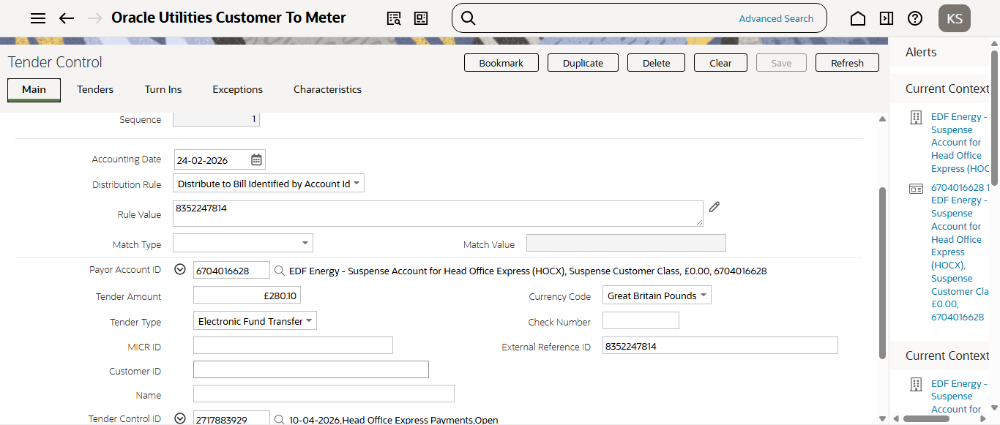 Oracle Utilities Customer To Meter
Advanced Search
KS
Tender Control
Bookmark
Duplicate
Delete
Clear
Save
Refresh
Main
Tenders
Turn Ins
Exceptions
Characteristics
Sequence 1
Accounting Date 24-02-2026
Distribution Rule Distribute to Bill Identified by Account Id
Rule Value 8352247814
Match Type
Match Value
Payor Account ID 6704016628 EDF Energy - Suspense Account for Head Office Express (HOCX), Suspense Customer Class, £0.00, 6704016628
Tender Amount £280.10
Currency Code Great Britain Pounds
Tender Type Electronic Fund Transfer
Check Number
MICR ID
External Reference ID 8352247814
Customer ID
Name
Tender Control ID 2717883929 10-04-2026,Head Office Express Payments,Open
Alerts
Current Context
EDF Energy -
Suspense
Account for
Head Office
Express (HOC
6704016628 1
EDF Energy -
Suspense
Account for
Head Office
Express
(HOCX),
Suspense
Customer Cla
£0.00,
6704016628
Current Context
EDF Energy -
Suspense
Account for